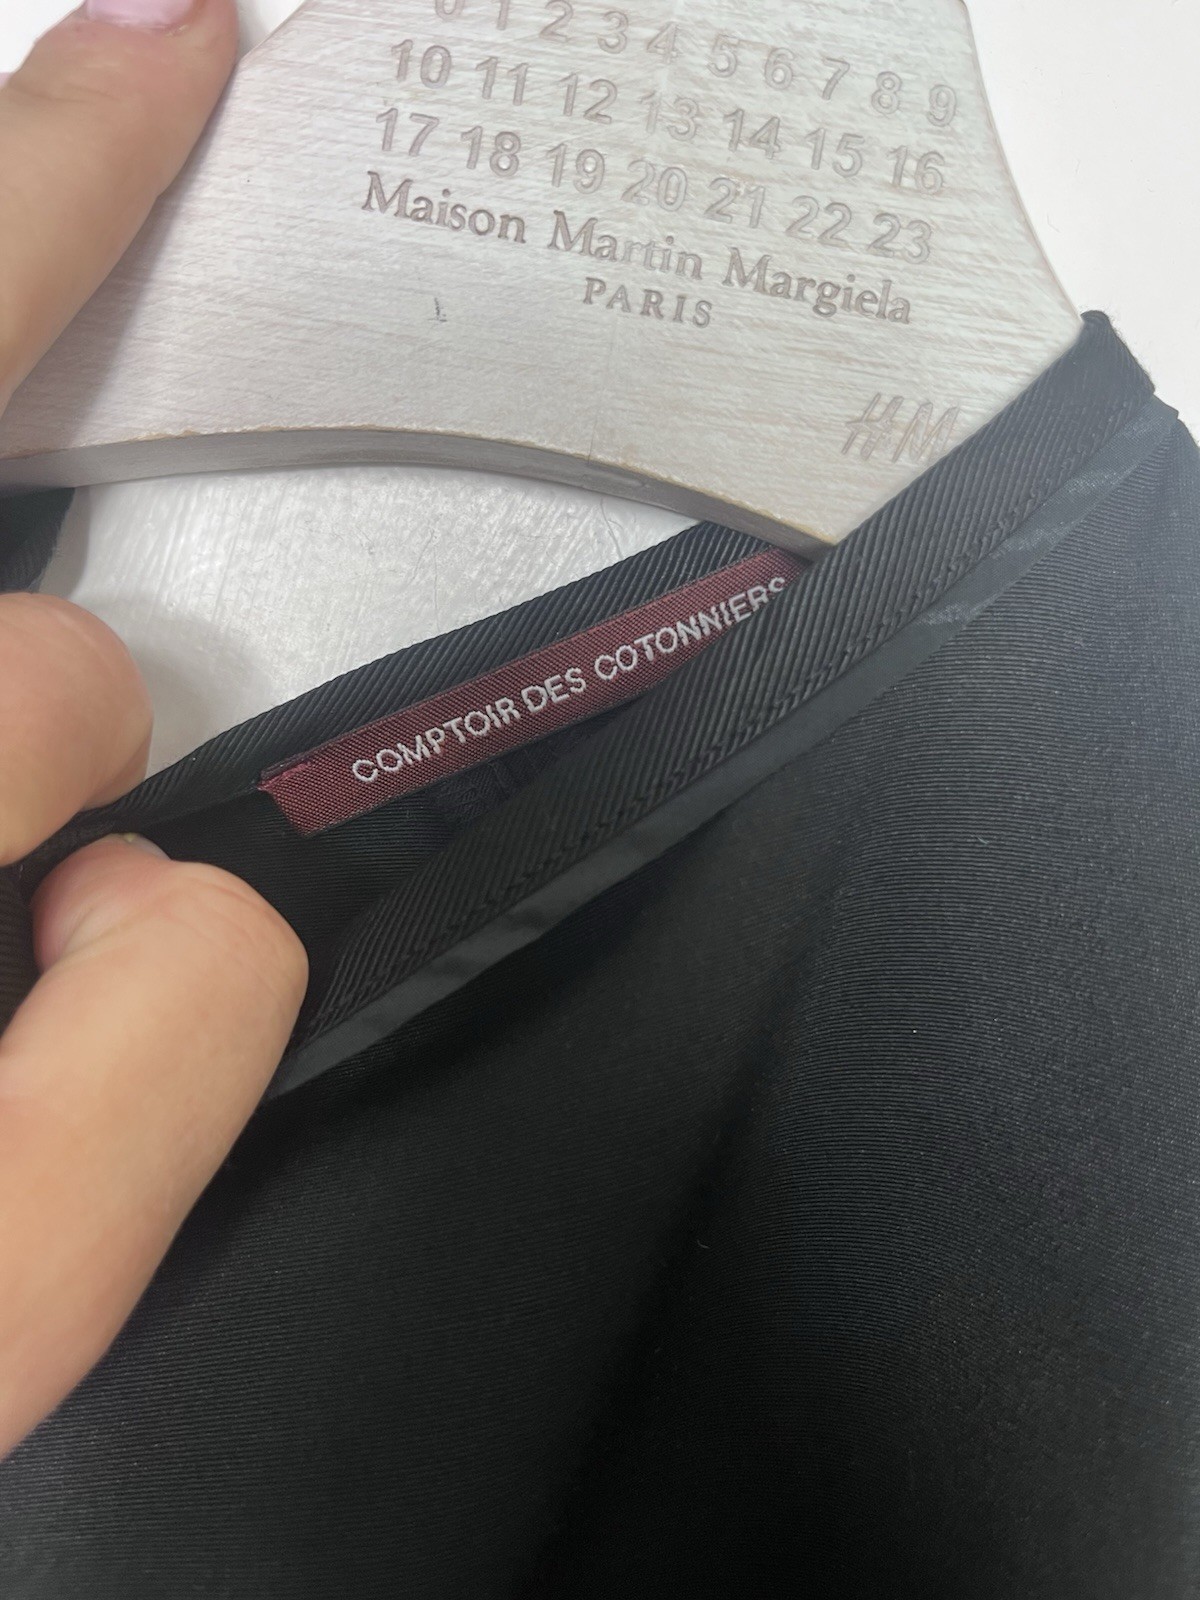 0 1 2 3 4 5 6 7 8 9
10 11 12 13 14 15 16
17 18 19 20 21 22 23
Maison Martin Margiela
PARIS
H&M
COMPTOIR DES COTONNIERS